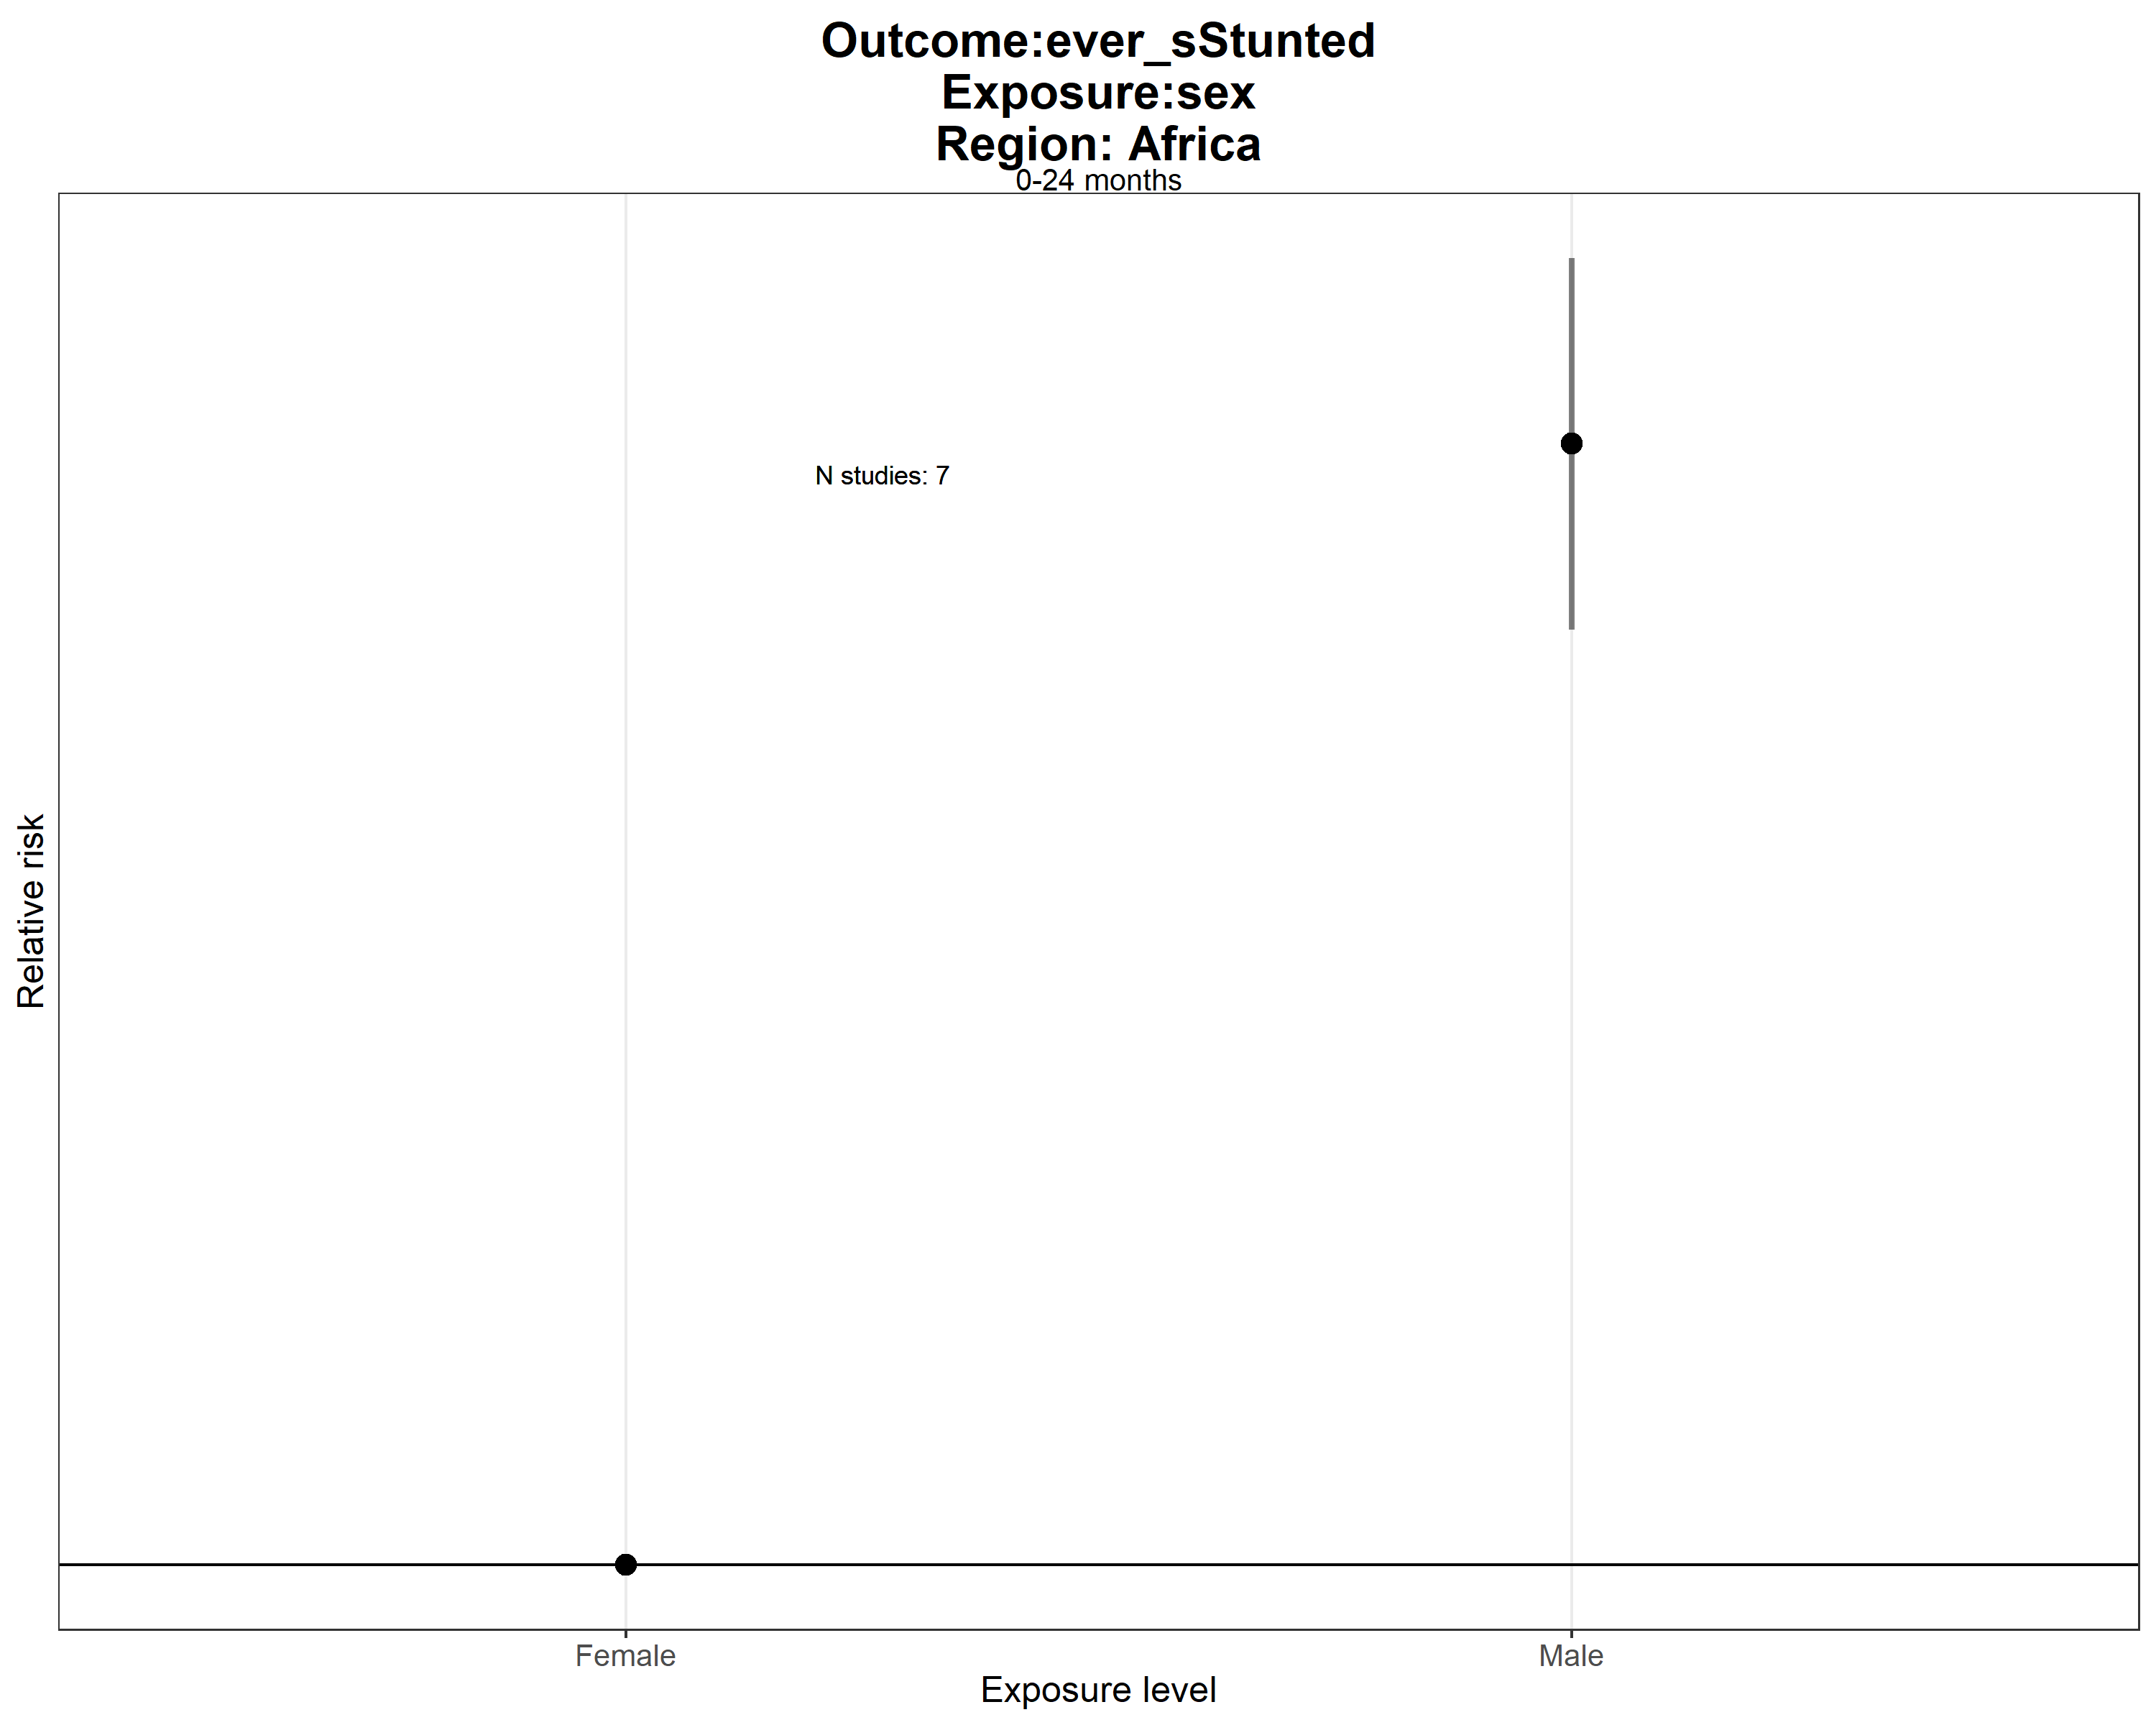 Outcome:ever_sStunted
Exposure:sex
Region: Africa
0-24 months
N studies: 7
Relative risk
Female
Male
Exposure level